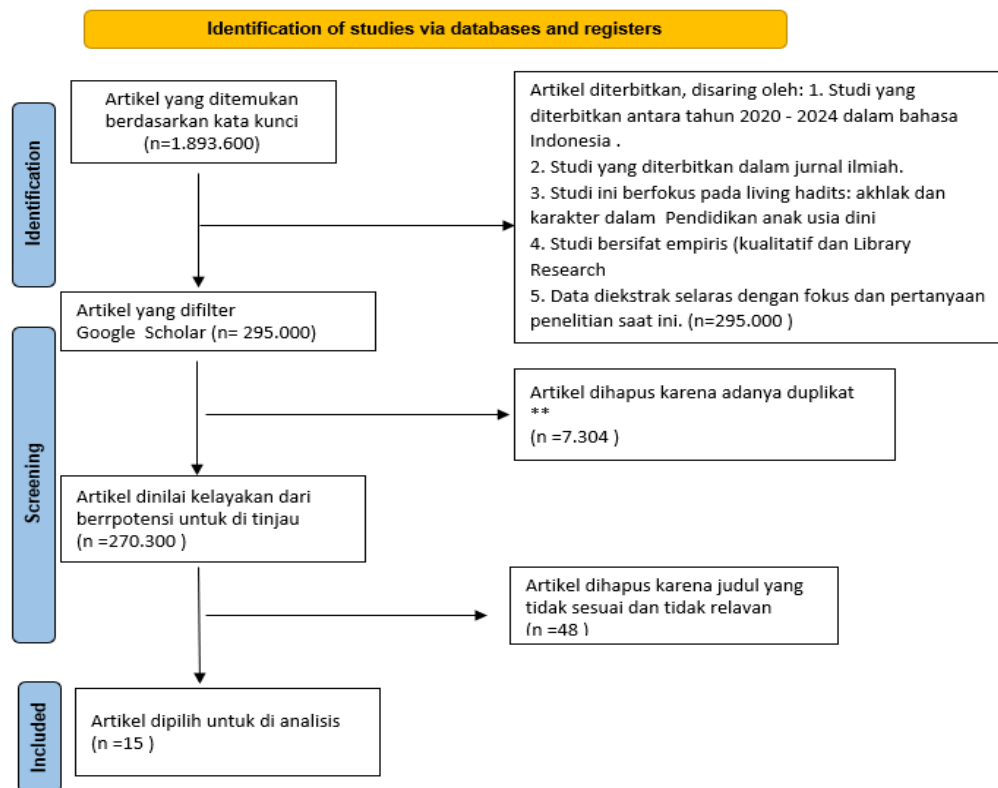 Identification of studies via databases and registers
Identification
Artikel yang ditemukan
berdasarkan kata kunci
(n=1.893.600)
Artikel diterbitkan, disaring oleh: 1. Studi yang
diterbitkan antara tahun 2020 - 2024 dalam bahasa
Indonesia .
2. Studi yang diterbitkan dalam jurnal ilmiah.
3. Studi ini berfokus pada living hadits: akhlak dan
karakter dalam Pendidikan anak usia dini
4. Studi bersifat empiris (kualitatif dan Library
Research
5. Data diekstrak selaras dengan fokus dan pertanyaan
penelitian saat ini. (n=295.000 )
Screening
Artikel yang difilter
Google Scholar (n= 295.000)
Artikel dihapus karena adanya duplikat
**
(n =7.304 )
Artikel dinilai kelayakan dari
berrpotensi untuk di tinjau
(n =270.300 )
Artikel dihapus karena judul yang
tidak sesuai dan tidak relavan
(n =48 )
Included
Artikel dipilih untuk di analisis
(n =15 )